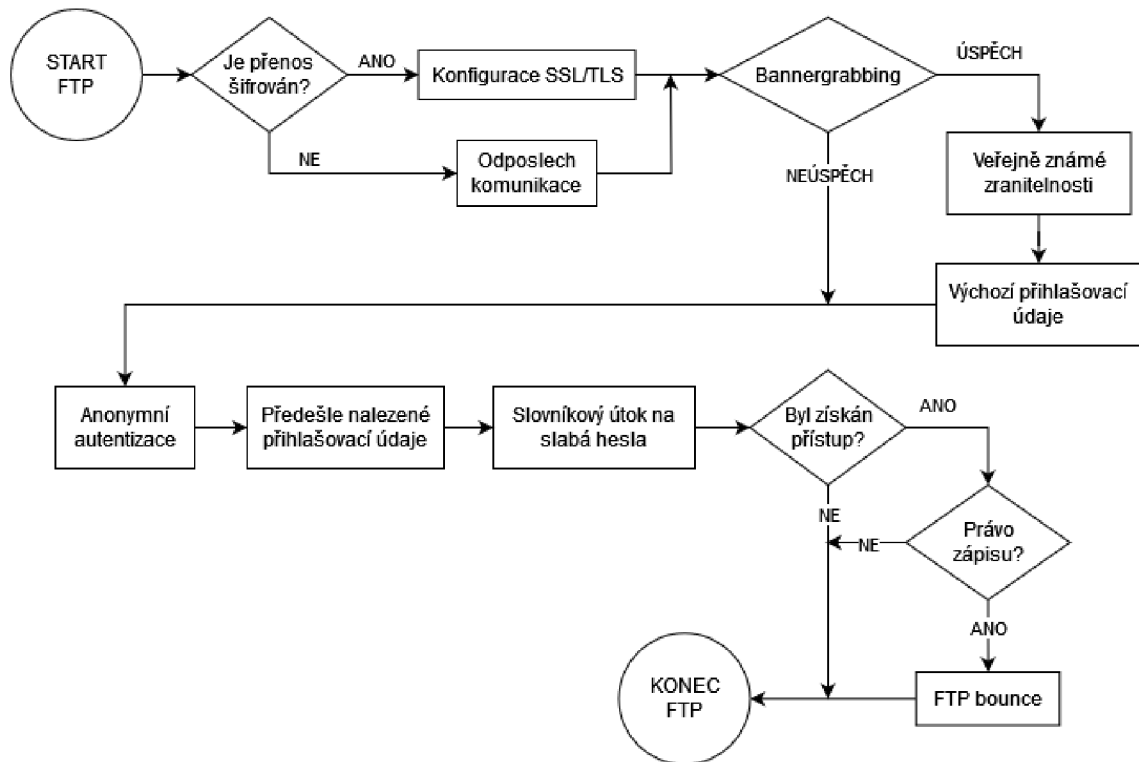 START
FTP
Je přenos
šifrován?
ANO
Konfigurace SSL/TLS
Bannergrabbing
ÚSPĚCH
NE
Odposlech
komunikace
NEÚSPĚCH
Veřejně známé
zranitelnosti
Výchozí přihlašovací
údaje
Anonymní
autentizace
Předešle nalezené
přihlašovací údaje
Slovníkový útok na
slabá hesla
Byl získán
přístup?
ANO
NE
Právo
zápisu?
NE
ANO
KONEC
FTP
FTP bounce